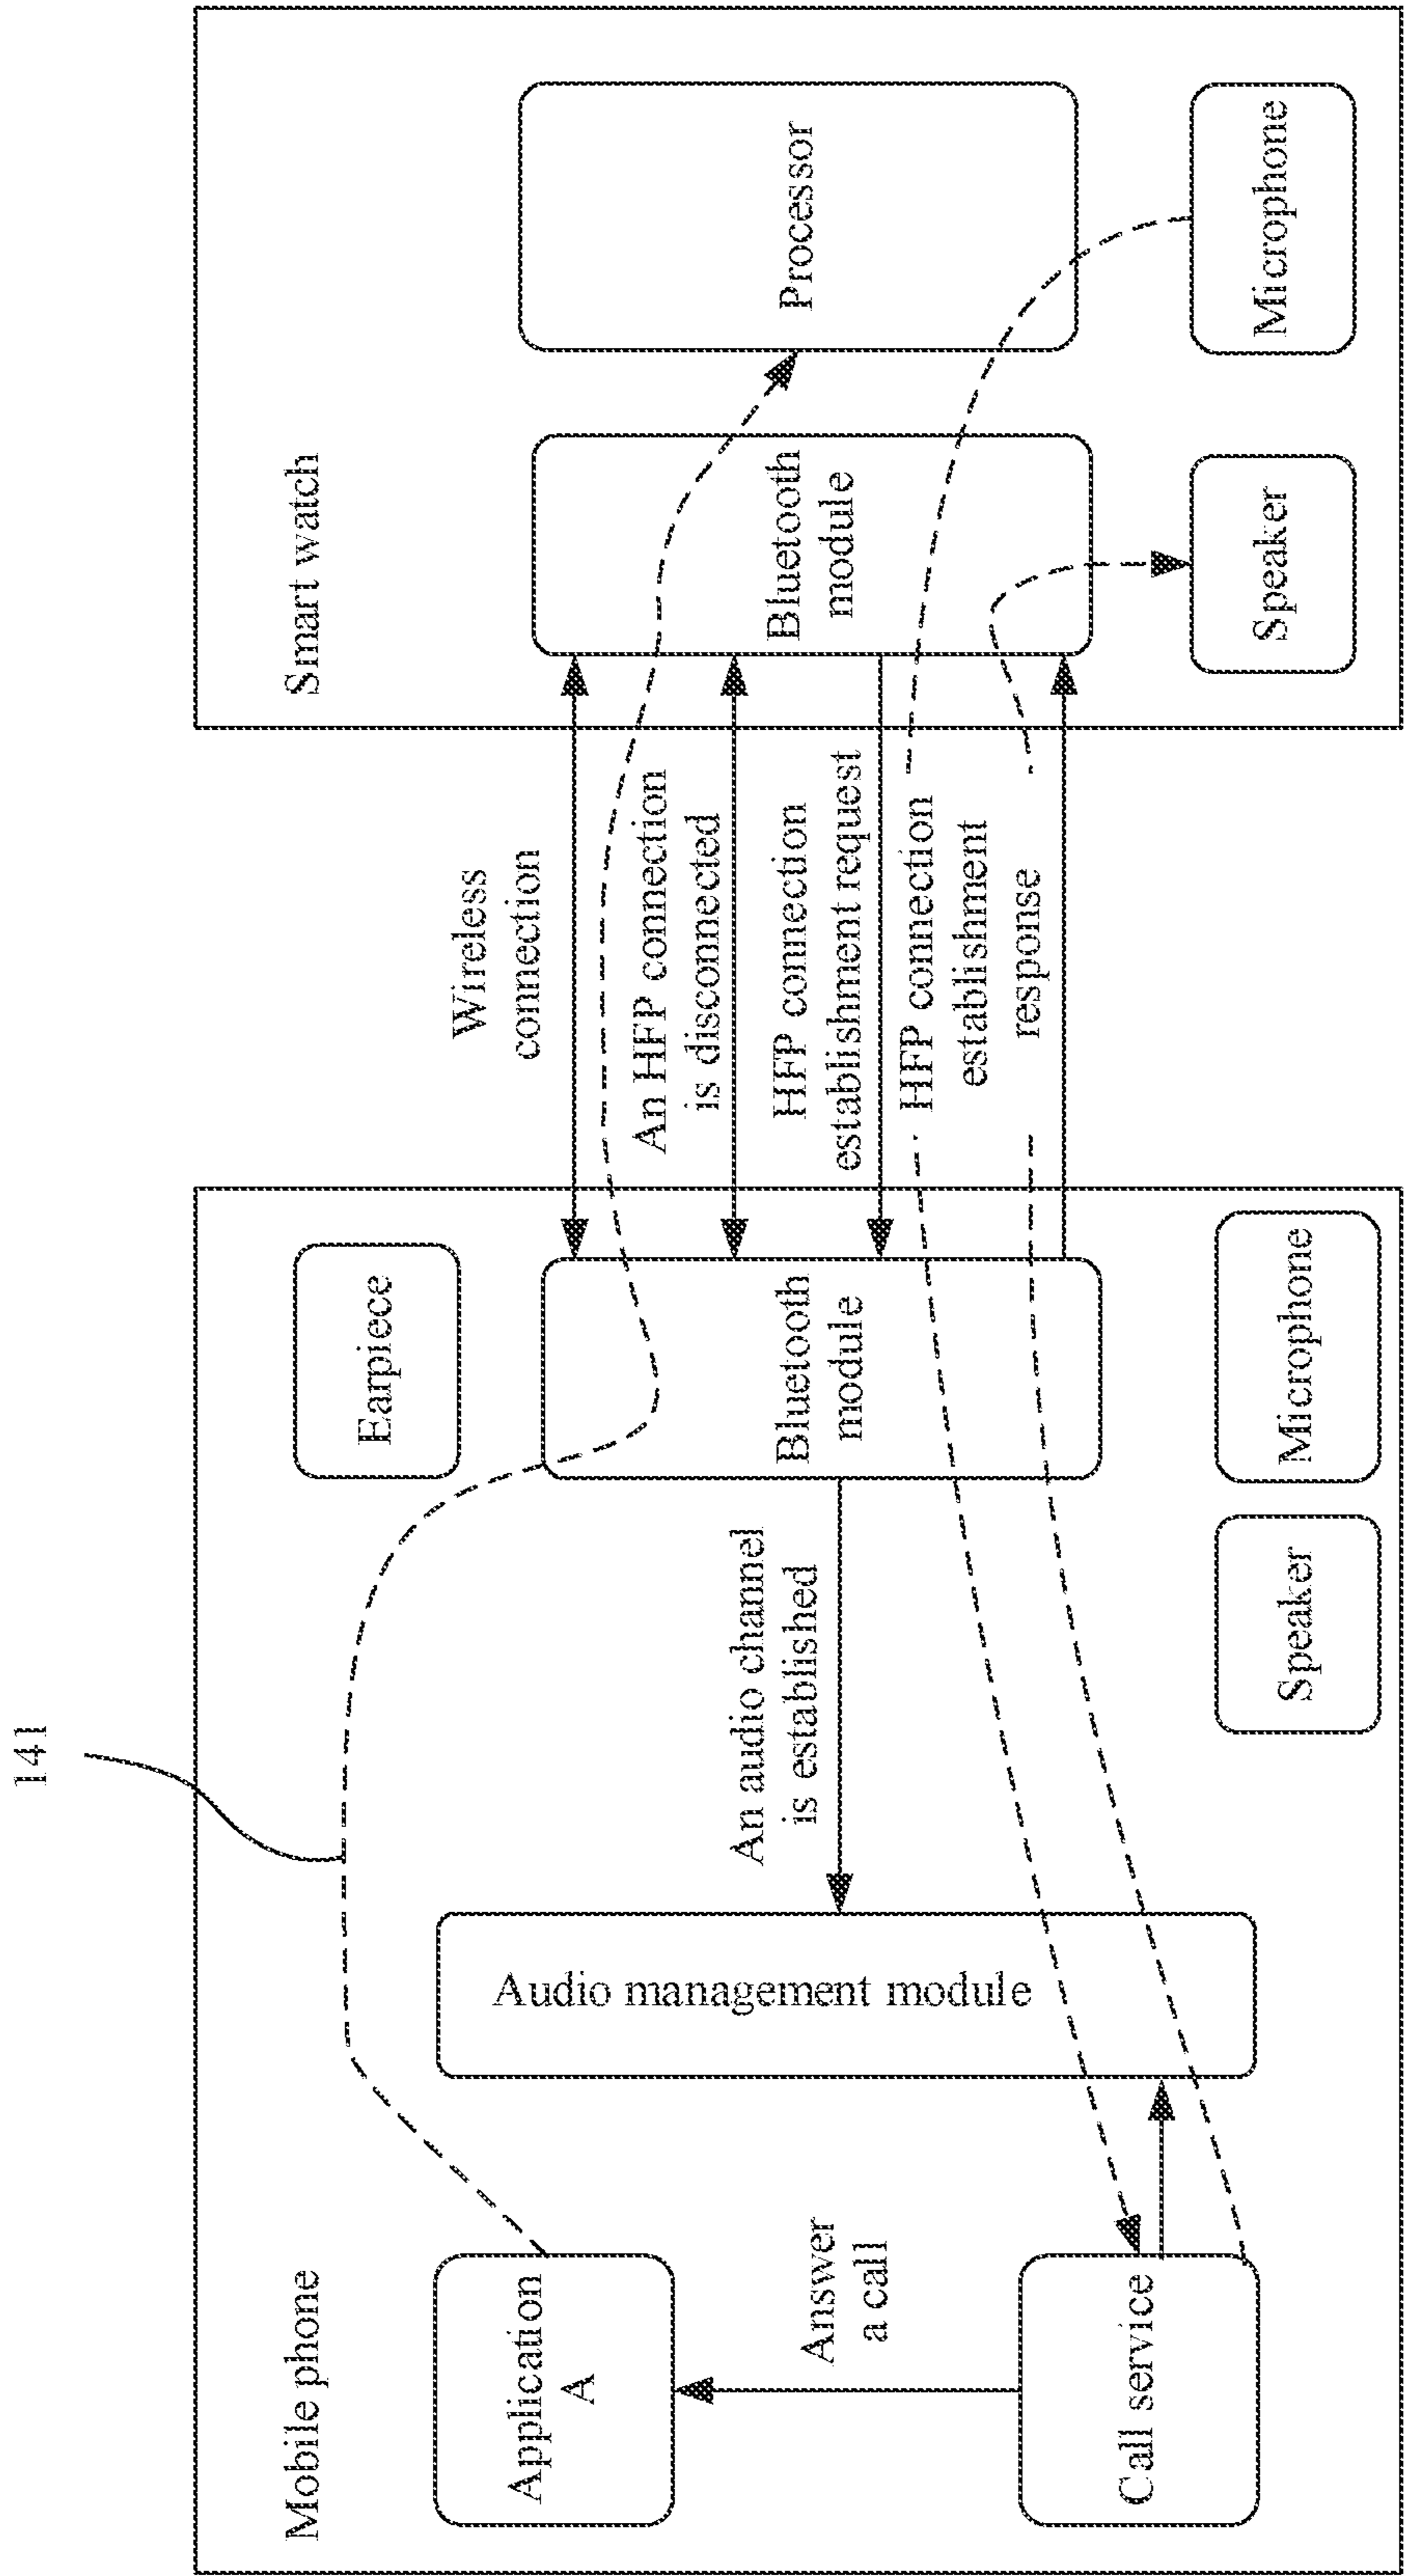 141
Mobile phone
Application
A
Answer
a call
Call service
Audio management module
An audio channel
is established
Earpiece
Bluetooth
module
Speaker
Microphone
Wireless
connection
An HFP connection
is disconnected
HFP connection
establishment request
HFP connection
establishment
response
Smart watch
Bluetooth
module
Processor
Speaker
Microphone